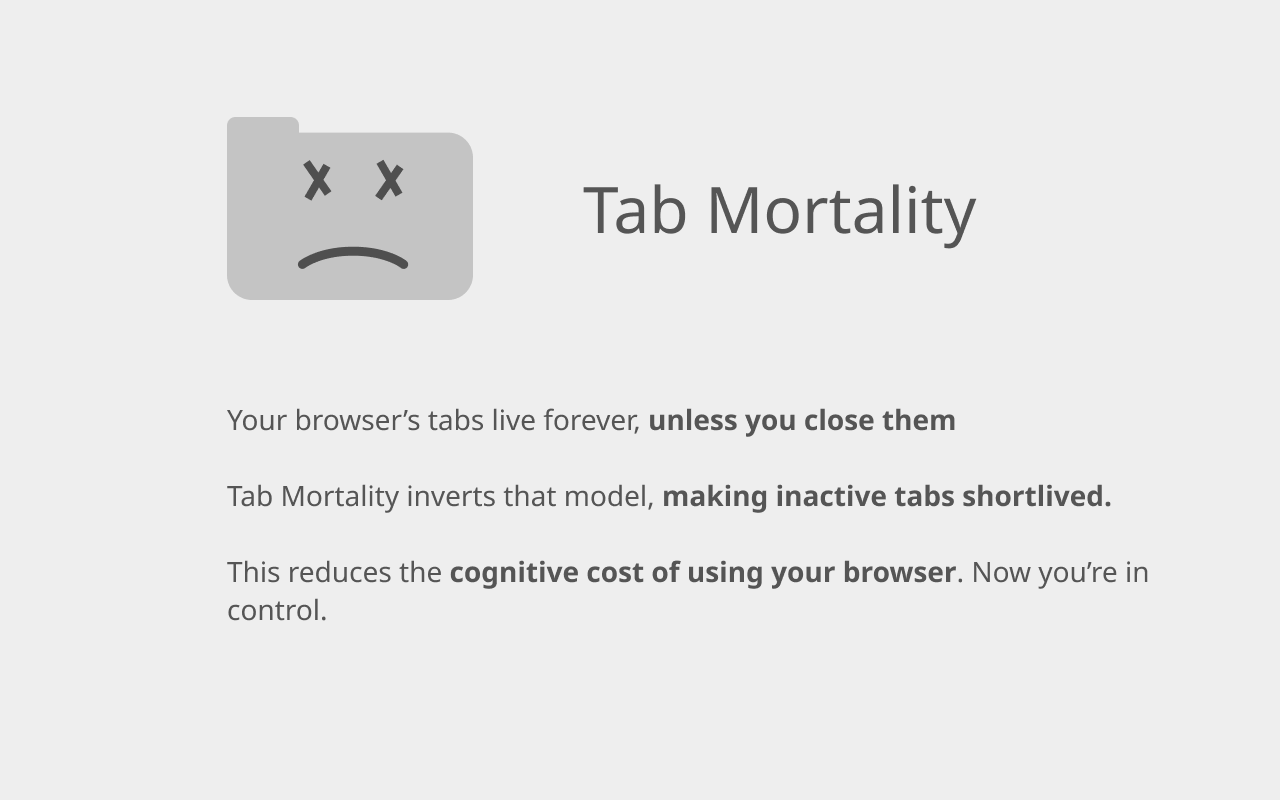 Tab Mortality
Your browser’s tabs live forever, unless you close them
Tab Mortality inverts that model, making inactive tabs shortlived.
This reduces the cognitive cost of using your browser. Now you’re in
control.